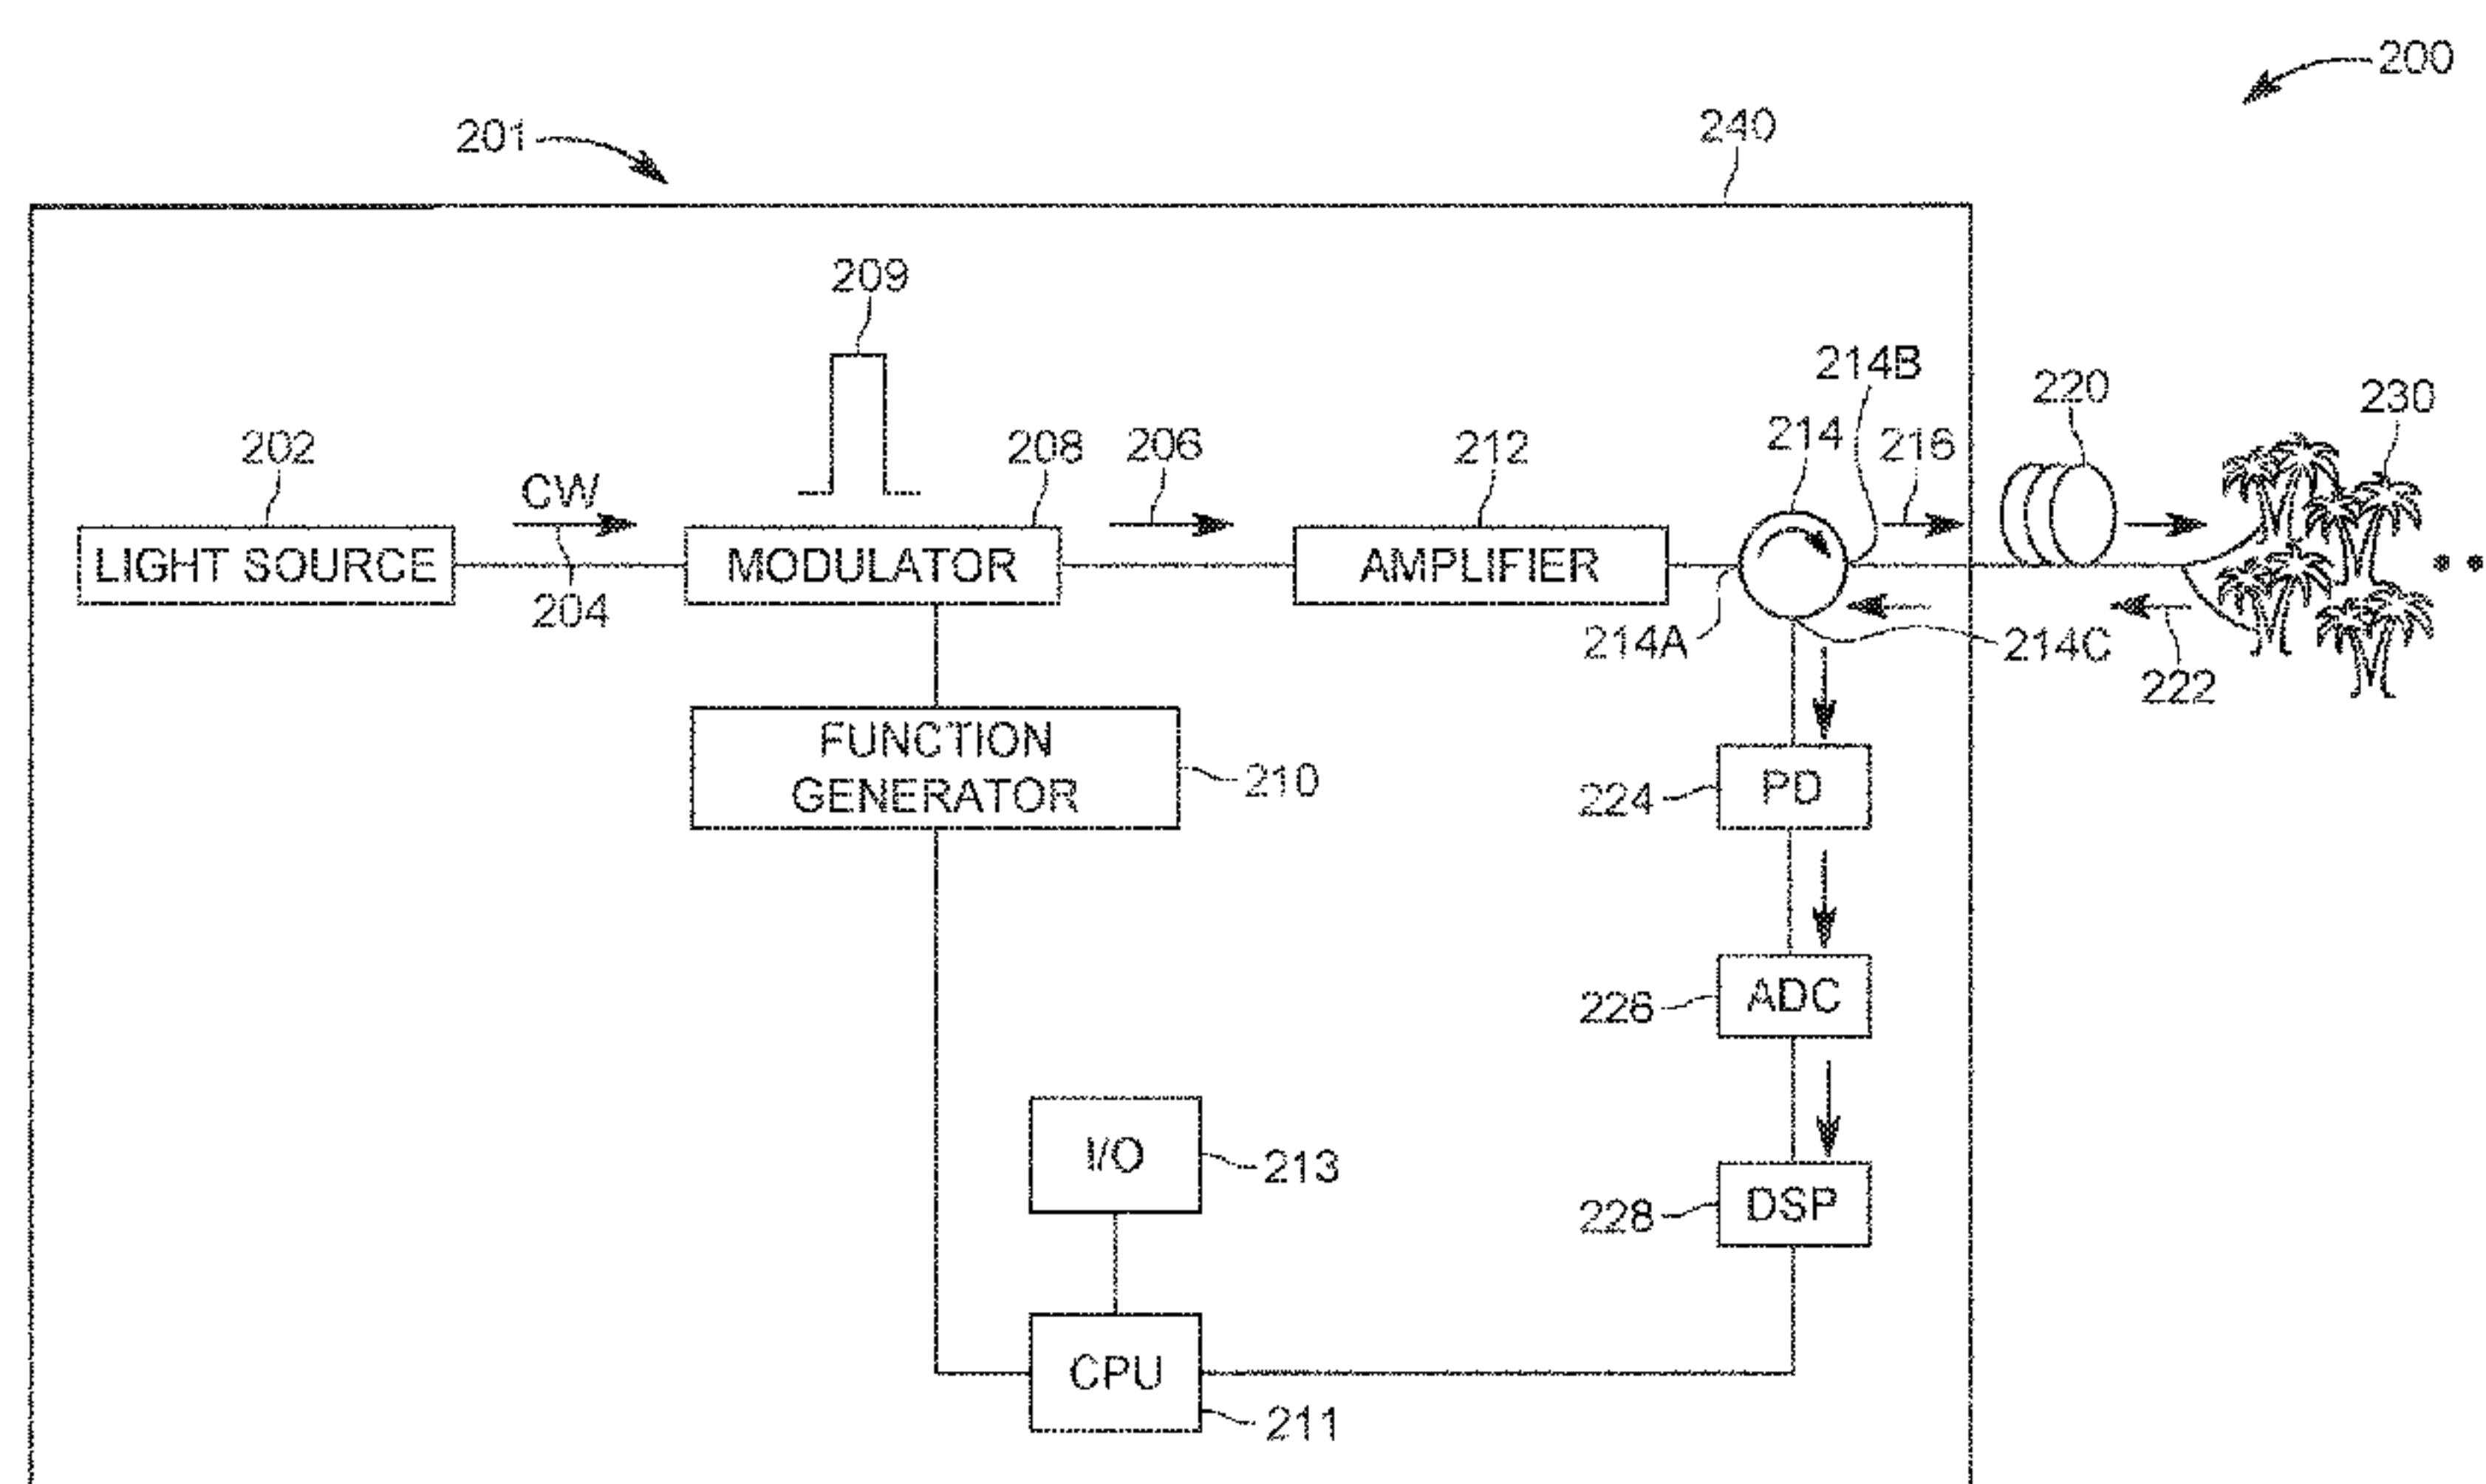 200
240
201
209
214B
220
230
202
CW
208
206
212
214
216
LIGHT SOURCE
MODULATOR
AMPLIFIER
204
214A
214C
222
FUNCTION
GENERATOR
210
224
PD
226
ADC
I/O
213
228
DSP
CPU
211